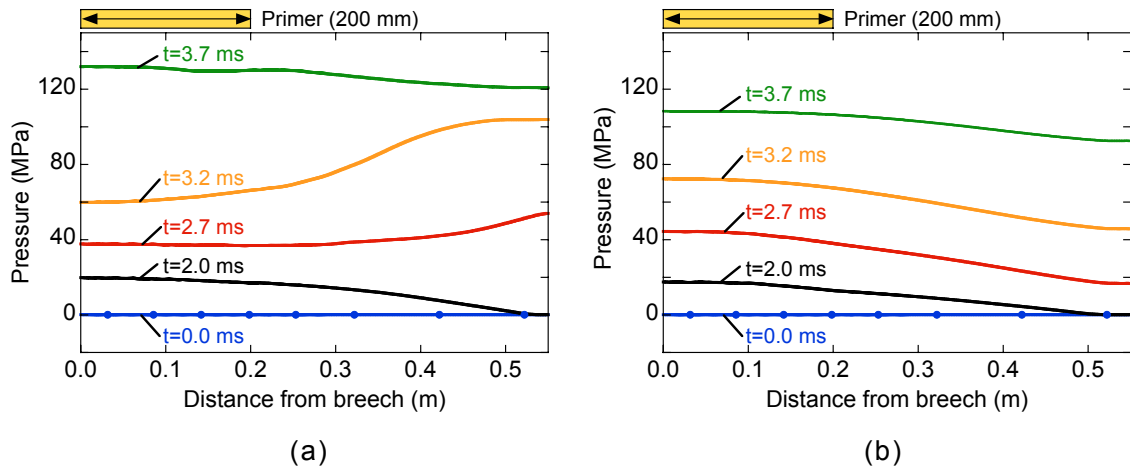 Primer (200 mm)
t=3.7 ms
t=3.2 ms
t=2.7 ms
t=2.0 ms
t=0.0 ms
120
80
40
0
Pressure (MPa)
0.0 0.1 0.2 0.3 0.4 0.5
Distance from breech (m)
(a)
Primer (200 mm)
t=3.7 ms
t=3.2 ms
t=2.7 ms
t=2.0 ms
t=0.0 ms
120
80
40
0
Pressure (MPa)
0.0 0.1 0.2 0.3 0.4 0.5
Distance from breech (m)
(b)